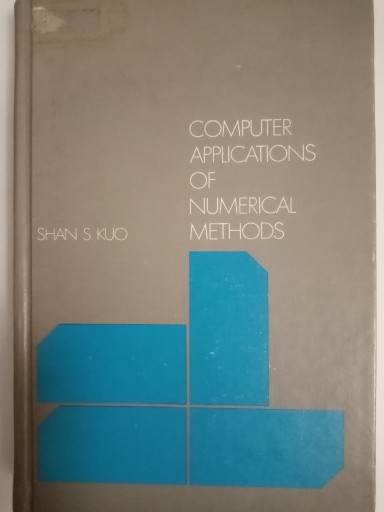 COMPUTER
APPLICATIONS
OF
NUMERICAL
METHODS
SHAN S. KUO